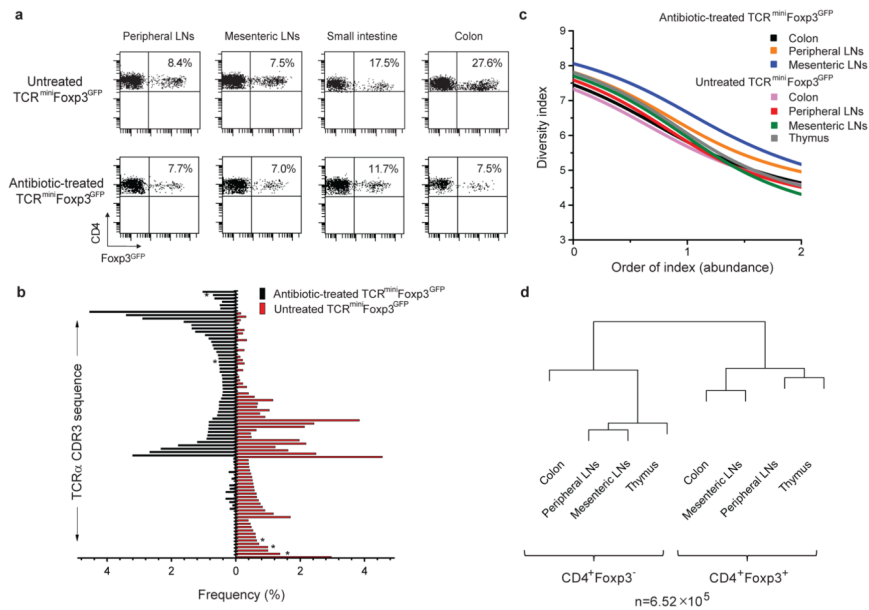 a
Peripheral LNs Mesenteric LNs Small intestine Colon
Untreated
TCRminiFoxp3GFP
8.4% 7.5% 17.5% 27.6%
Antibiotic-treated
TCRminiFoxp3GFP
7.7% 7.0% 11.7% 7.5%
CD4
Foxp3GFP
b
Antibiotic-treated TCRminiFoxp3GFP
Untreated TCRminiFoxp3GFP
TCRα CDR3 sequence
*
*
*
*
*
4 2 0 2 4
Frequency (%)
c
Antibiotic-treated TCRminiFoxp3GFP
Colon
Peripheral LNs
Mesenteric LNs
Untreated TCRminiFoxp3GFP
Colon
Peripheral LNs
Mesenteric LNs
Thymus
Diversity index
9
8
7
6
5
4
3
0 1 2
Order of index (abundance)
d
Colon Peripheral LNs Mesenteric LNs Thymus Colon Mesenteric LNs Peripheral LNs Thymus
CD4+Foxp3- CD4+Foxp3+
n=6.52×105